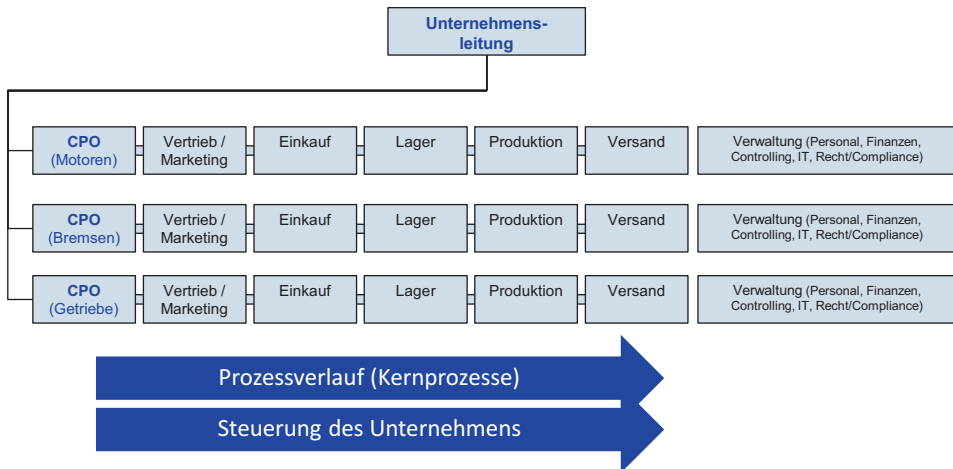 Unternehmens-
leitung
CPO
(Motoren)
Vertrieb /
Marketing
Einkauf
Lager
Produktion
Versand
Verwaltung (Personal, Finanzen,
Controlling, IT, Recht/Compliance)
CPO
(Bremsen)
Vertrieb /
Marketing
Einkauf
Lager
Produktion
Versand
Verwaltung (Personal, Finanzen,
Controlling, IT, Recht/Compliance)
CPO
(Getriebe)
Vertrieb /
Marketing
Einkauf
Lager
Produktion
Versand
Verwaltung (Personal, Finanzen,
Controlling, IT, Recht/Compliance)
Prozessverlauf (Kernprozesse)
Steuerung des Unternehmens